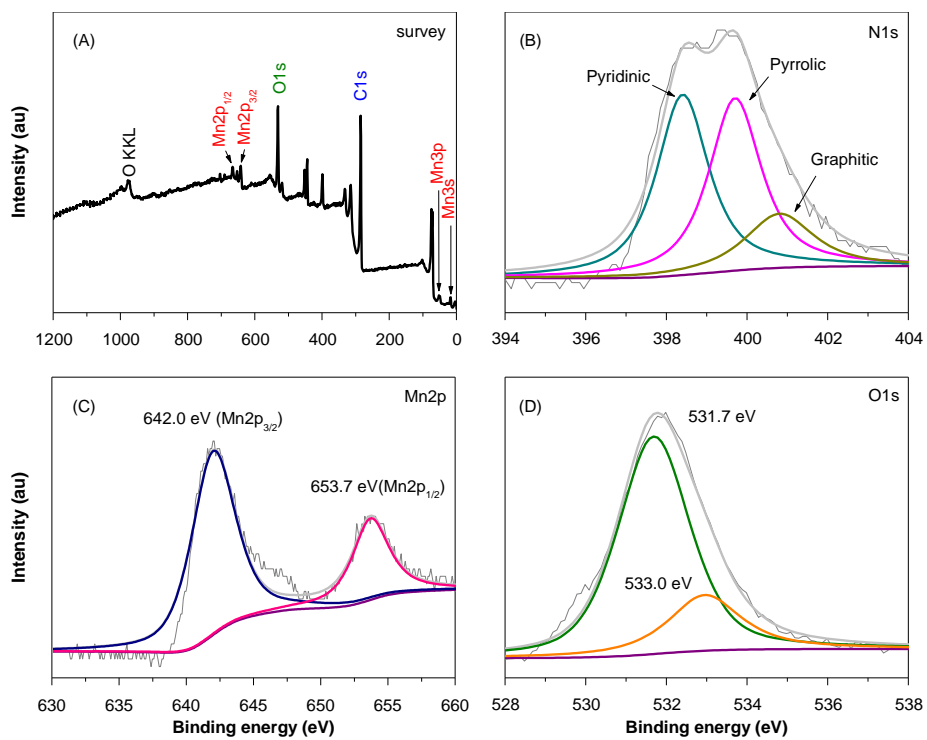 (A)
survey
Intensity (au)
O KKL
Mn2p1/2
Mn2p3/2
O1s
C1s
Mn3p
Mn3s
1200 1000 800 600 400 200 0
(B)
N1s
Pyridinic
Pyrrolic
Graphitic
394 396 398 400 402 404
(C)
Mn2p
642.0 eV (Mn2p3/2)
653.7 eV(Mn2p1/2)
Intensity (au)
630 635 640 645 650 655 660
Binding energy (eV)
(D)
O1s
531.7 eV
533.0 eV
528 530 532 534 536 538
Binding energy (eV)